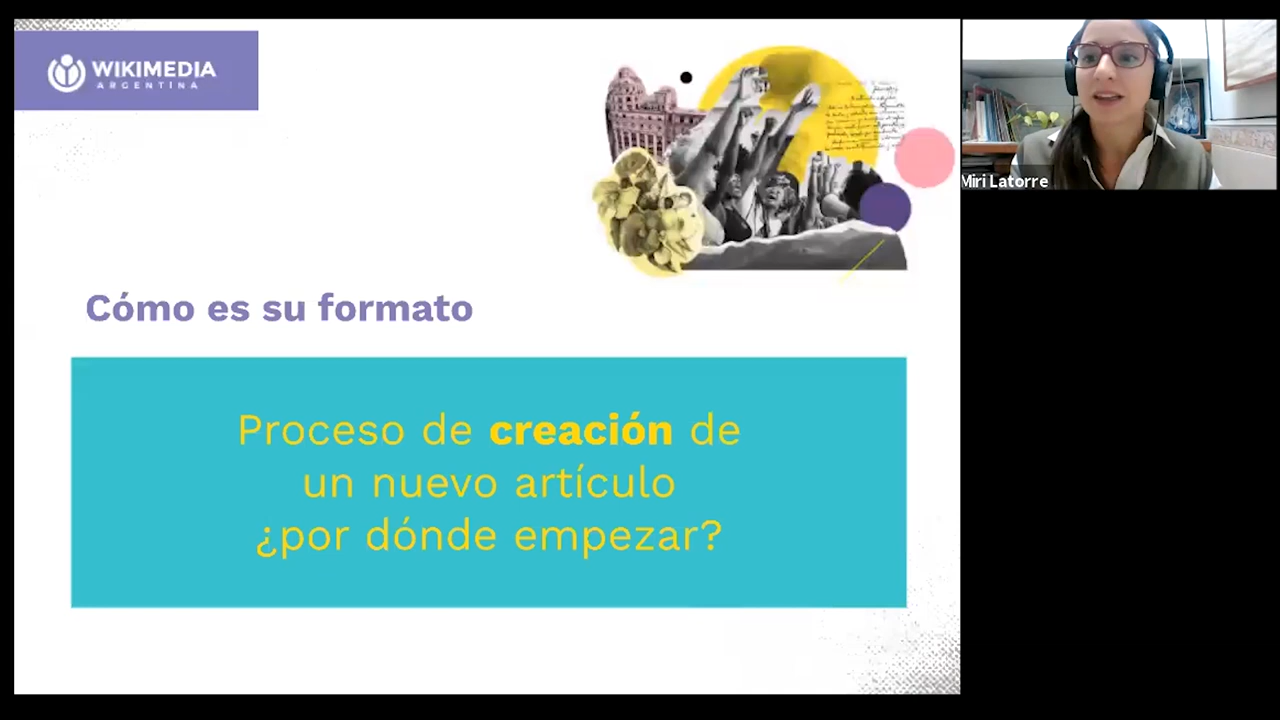 WIKIMEDIA
ARGENTINA
Miri Latorre
Cómo es su formato
Proceso de creación de
un nuevo artículo
¿por dónde empezar?